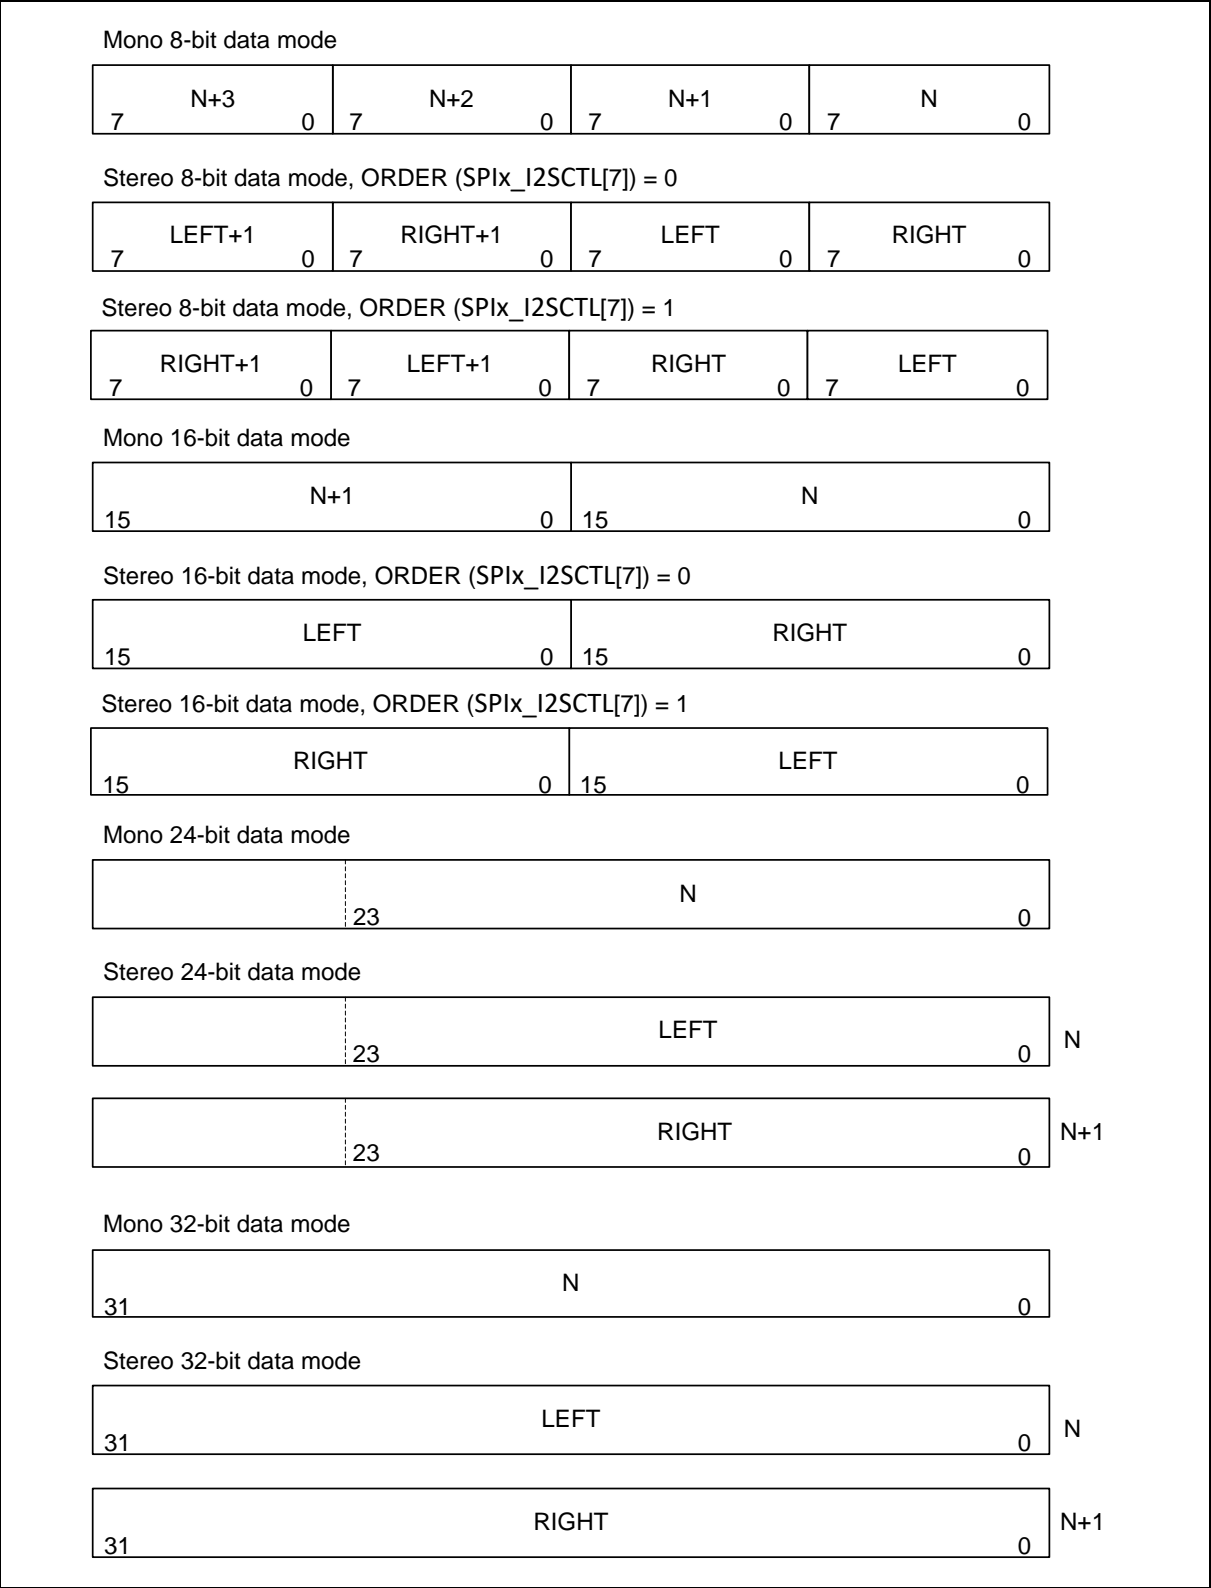 Mono 8-bit data mode
N+3 N+2 N+1 N
7 0 7 0 7 0 7 0
Stereo 8-bit data mode, ORDER (SPIx_I2SCTL[7]) = 0
LEFT+1 RIGHT+1 LEFT RIGHT
7 0 7 0 7 0 7 0
Stereo 8-bit data mode, ORDER (SPIx_I2SCTL[7]) = 1
RIGHT+1 LEFT+1 RIGHT LEFT
7 0 7 0 7 0 7 0
Mono 16-bit data mode
N+1 N
15 0 15 0
Stereo 16-bit data mode, ORDER (SPIx_I2SCTL[7]) = 0
LEFT RIGHT
15 0 15 0
Stereo 16-bit data mode, ORDER (SPIx_I2SCTL[7]) = 1
RIGHT LEFT
15 0 15 0
Mono 24-bit data mode
N
23 0
Stereo 24-bit data mode
LEFT N
23 0
RIGHT N+1
23 0
Mono 32-bit data mode
N
31 0
Stereo 32-bit data mode
LEFT N
31 0
RIGHT N+1
31 0